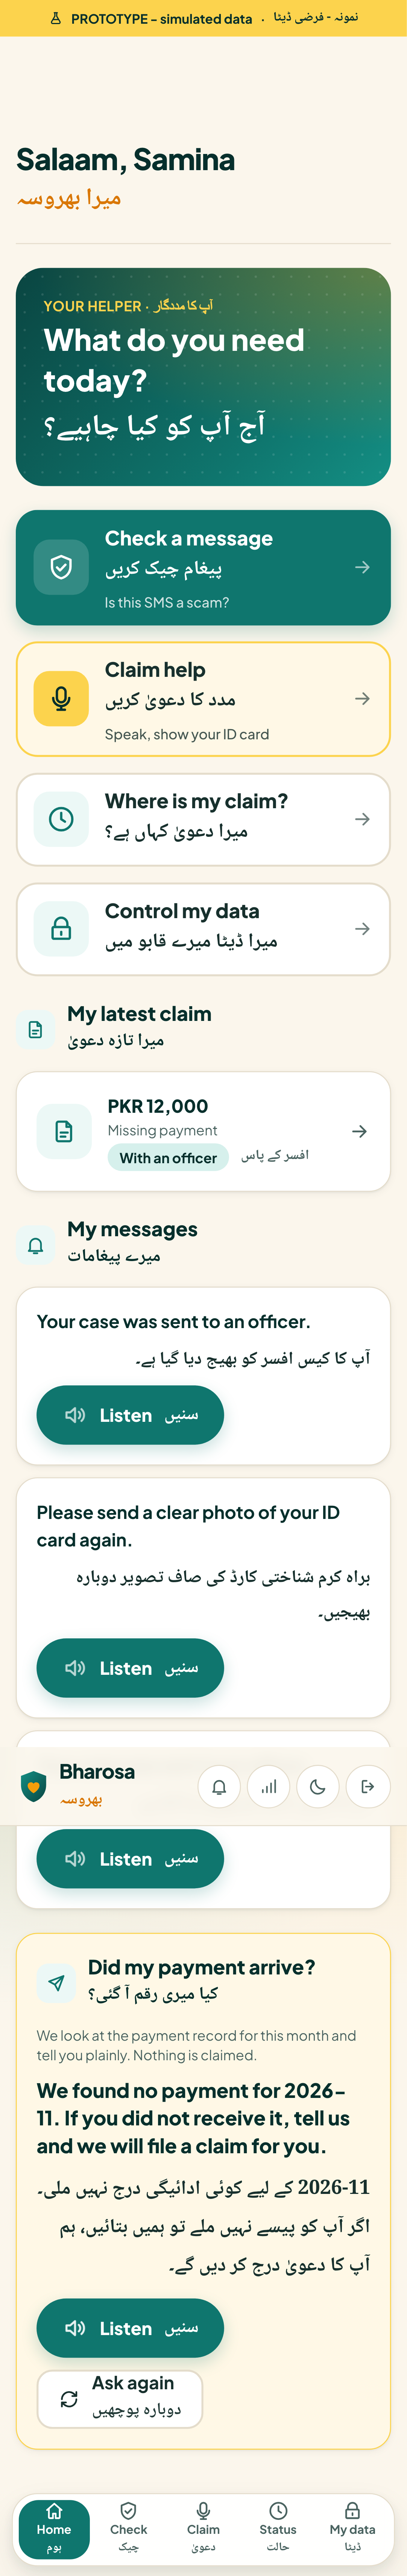 PROTOTYPE - simulated data · نمونہ - فرضی ڈیٹا
Salaam, Samina
میرا بھروسہ
YOUR HELPER · آپ کا مددگار
What do you need
today?
آج آپ کو کیا چاہیے؟
Check a message
پیغام چیک کریں
Is this SMS a scam?
Claim help
مدد کا دعویٰ کریں
Speak, show your ID card
Where is my claim?
میرا دعویٰ کہاں ہے؟
Control my data
میرا ڈیٹا میرے قابو میں
My latest claim
میرا تازہ دعویٰ
PKR 12,000
Missing payment
With an officer افسر کے پاس
My messages
میرے پیغامات
Your case was sent to an officer.
آپ کا کیس افسر کو بھیج دیا گیا ہے۔
Listen سنیں
Please send a clear photo of your ID
card again.
براہ کرم شناختی کارڈ کی صاف تصویر دوبارہ
بھیجیں۔
Listen سنیں
Bharosa
بھروسہ
Listen سنیں
Did my payment arrive?
کیا میری رقم آ گئی؟
We look at the payment record for this month and
tell you plainly. Nothing is claimed.
We found no payment for 2026-
11. If you did not receive it, tell us
and we will file a claim for you.
2026-11 کے لیے کوئی ادائیگی درج نہیں ملی۔
اگر آپ کو پیسے نہیں ملے تو ہمیں بتائیں، ہم
آپ کا دعویٰ درج کر دیں گے۔
Listen سنیں
Ask again
دوبارہ پوچھیں
Home Check Claim Status My data
ہوم چیک دعویٰ حالت ڈیٹا